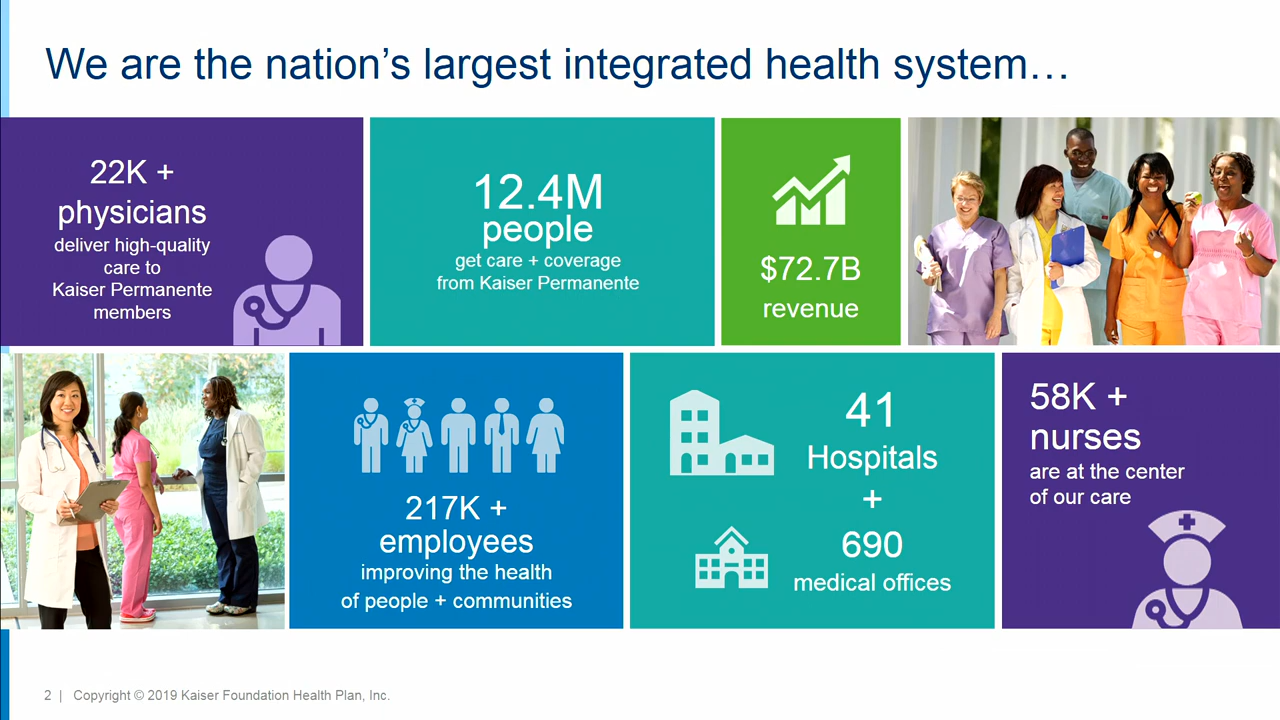 We are the nation’s largest integrated health system…
22K +
physicians
deliver high-quality
care to
Kaiser Permanente
members
12.4M
people
get care + coverage
from Kaiser Permanente
$72.7B
revenue
217K +
employees
improving the health
of people + communities
41
Hospitals
+
690
medical offices
58K +
nurses
are at the center
of our care
2 | Copyright © 2019 Kaiser Foundation Health Plan, Inc.